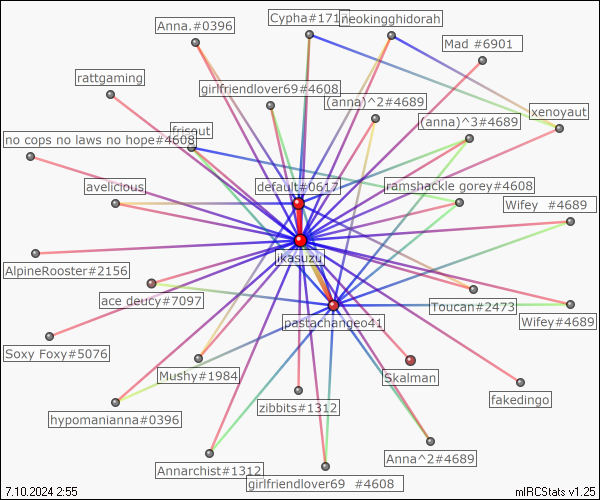 Anna.#0396
Cypha#171
neokingghidorah
Mad #6901
rattgaming
girlfriendlover69#4608
(anna)^2#4689
xenoyaut
frisout
(anna)^3#4689
no cops no laws no hope#4608
avelicious
default#0617
ramshackle gorey#4608
Wifey #4689
ikasuzu
AlpineRooster#2156
ace deucy#7097
Toucan#2473
pastachangeo41
Wifey#4689
Soxy Foxy#5076
Mushy#1984
Skalman
fakedingo
hypomanianna#0396
zibbits#1312
Anna^2#4689
Annarchist#1312
girlfriendlover69 #4608
7.10.2024 2:55
mIRCStats v1.25